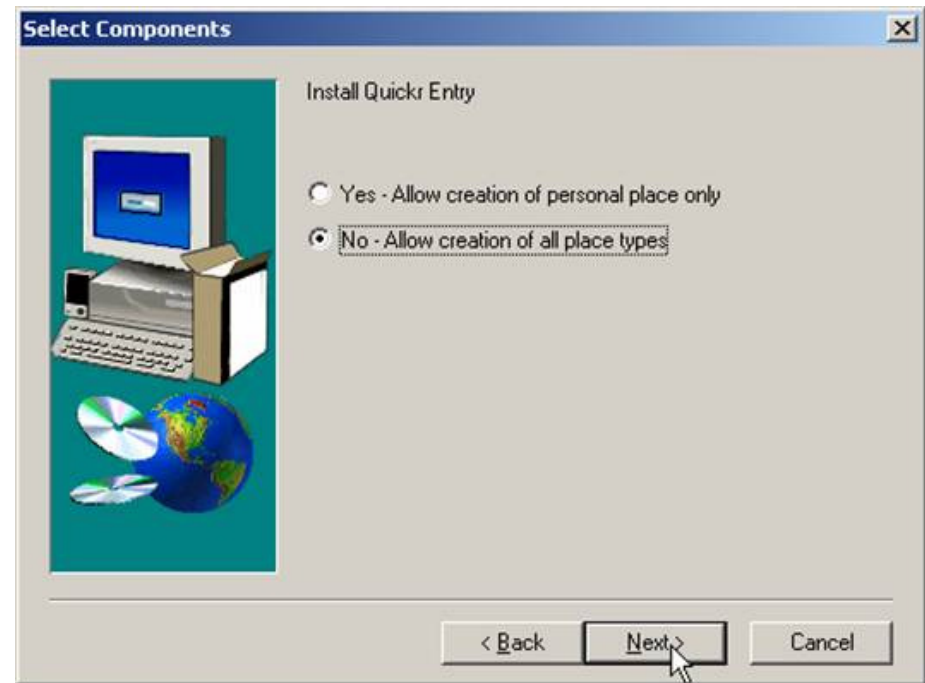 Select Components
Install Quickr Entry
Yes - Allow creation of personal place only
No - Allow creation of all place types
< Back
Next >
Cancel